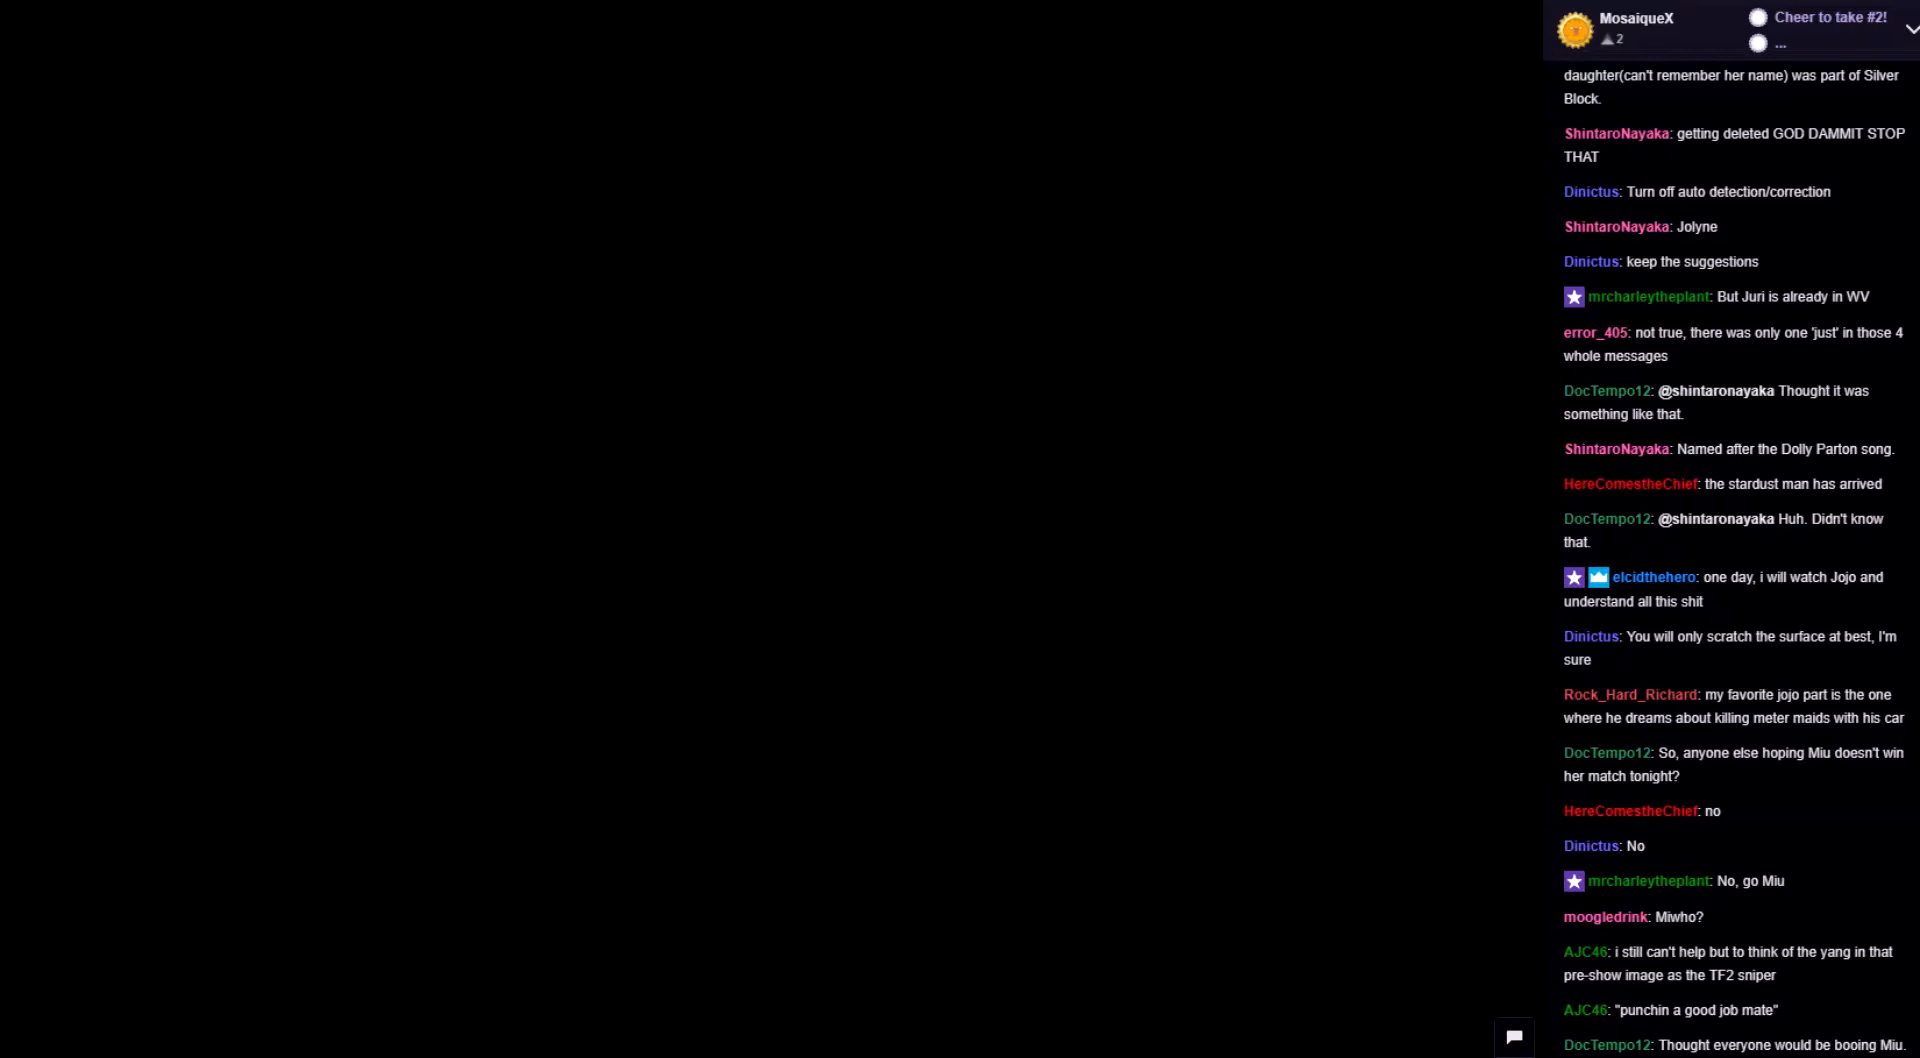 MosaiqueX
2
Cheer to take #2!
...
daughter(can't remember her name) was part of Silver
Block.
ShintaroNayaka: getting deleted GOD DAMMIT STOP
THAT
Dinictus: Turn off auto detection/correction
ShintaroNayaka: Jolyne
Dinictus: keep the suggestions
mrcharleytheplant: But Juri is already in WV
error_405: not true, there was only one 'just' in those 4
whole messages
DocTempo12: @shintaronayaka Thought it was
something like that.
ShintaroNayaka: Named after the Dolly Parton song.
HereComestheChief: the stardust man has arrived
DocTempo12: @shintaronayaka Huh. Didn't know
that.
elcidthehero: one day, i will watch Jojo and
understand all this shit
Dinictus: You will only scratch the surface at best, I'm
sure
Rock_Hard_Richard: my favorite jojo part is the one
where he dreams about killing meter maids with his car
DocTempo12: So, anyone else hoping Miu doesn't win
her match tonight?
HereComestheChief: no
Dinictus: No
mrcharleytheplant: No, go Miu
moogledrink: Miwho?
AJC46: i still can't help but to think of the yang in that
pre-show image as the TF2 sniper
AJC46: "punchin a good job mate"
DocTempo12: Thought everyone would be booing Miu.